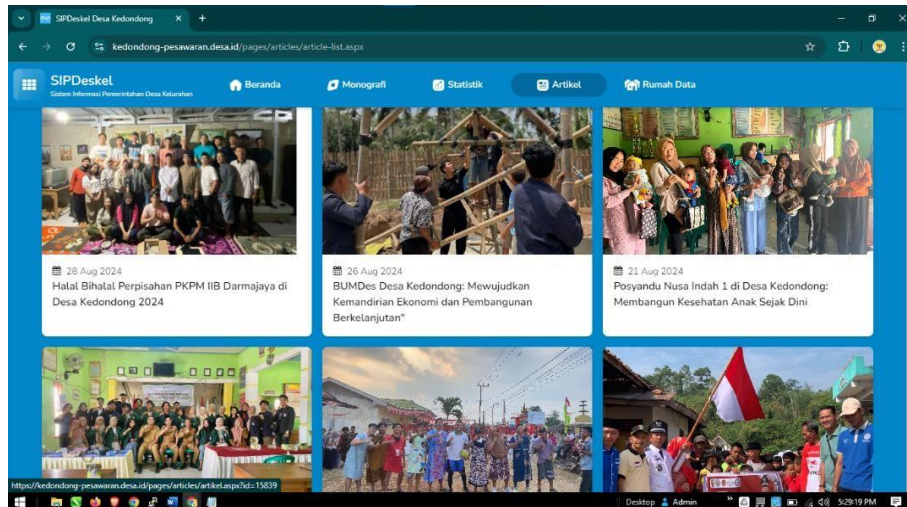 SIPDeskel Desa Kedondong
kedondong-pesawaran.desa.id/pages/articles/article-list.aspx
SIPDeskel
Sistem Informasi Pemerintahan Desa Kelurahan
Beranda
Monografi
Statistik
Artikel
Rumah Data
28 Aug 2024
Halal Bihalal Perpisahan PKPM IIB Darmajaya di
Desa Kedondong 2024
26 Aug 2024
BUMDes Desa Kedondong: Mewujudkan
Kemandirian Ekonomi dan Pembangunan
Berkelanjutan"
21 Aug 2024
Posyandu Nusa Indah 1 di Desa Kedondong:
Membangun Kesehatan Anak Sejak Dini
https://kedondong-pesawaran.desa.id/pages/articles/artikel.aspx?id=15839
Desktop
Admin
5:29:19 PM